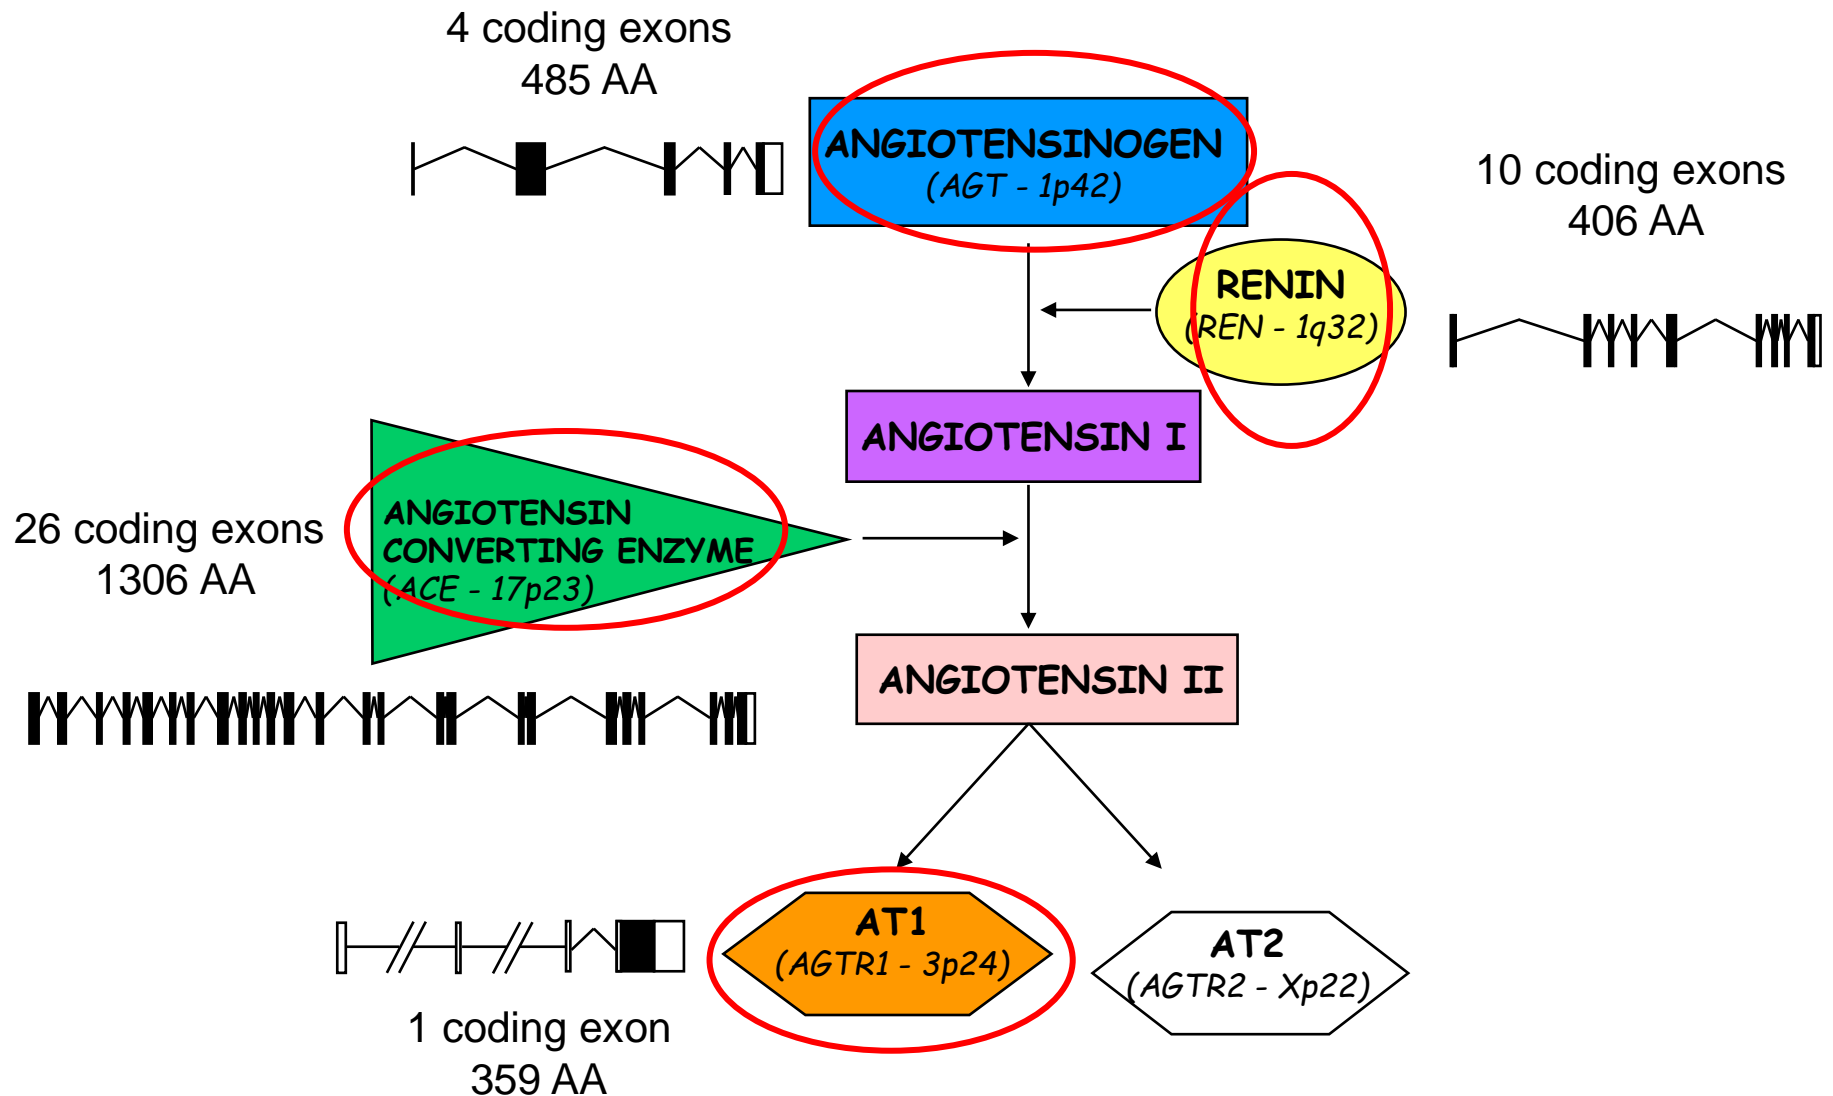 4 coding exons
485 AA
ANGIOTENSINOGEN
(AGT - 1p42)
10 coding exons
406 AA
RENIN
(REN - 1q32)
ANGIOTENSIN I
26 coding exons
1306 AA
ANGIOTENSIN
CONVERTING ENZYME
(ACE - 17p23)
ANGIOTENSIN II
AT1
(AGTR1 - 3p24)
AT2
(AGTR2 - Xp22)
1 coding exon
359 AA